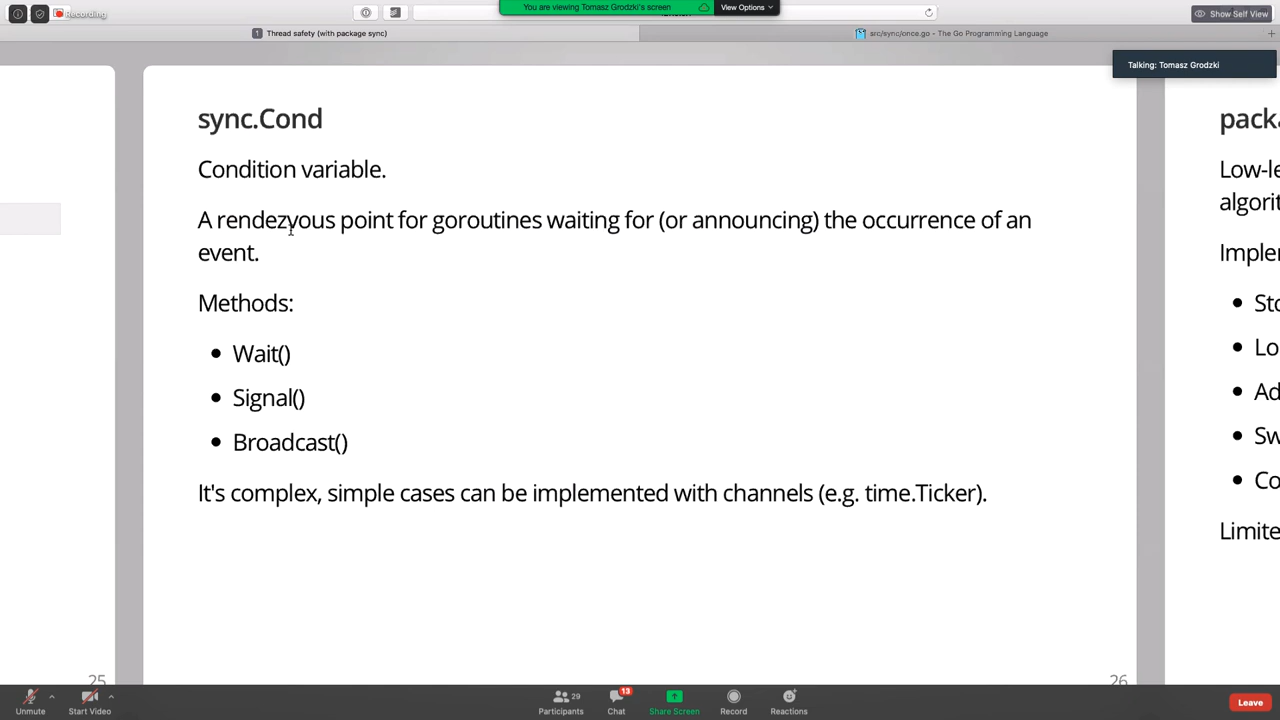 Recording
You are viewing Tomasz Grodzki's screen
View Options
Show Self View
1 Thread safety (with package sync)
src/sync/once.go - The Go Programming Language
Talking: Tomasz Grodzki
sync.Cond
Condition variable.
A rendezvous point for goroutines waiting for (or announcing) the occurrence of an
event.
Methods:
• Wait()
• Signal()
• Broadcast()
It's complex, simple cases can be implemented with channels (e.g. time.Ticker).
25
26
packa
Low-le
algorit
Imple
• Sto
• Lo
• Ad
• Sw
• Co
Limite
Unmute
Start Video
29
Participants
13
Chat
Share Screen
Record
Reactions
Leave